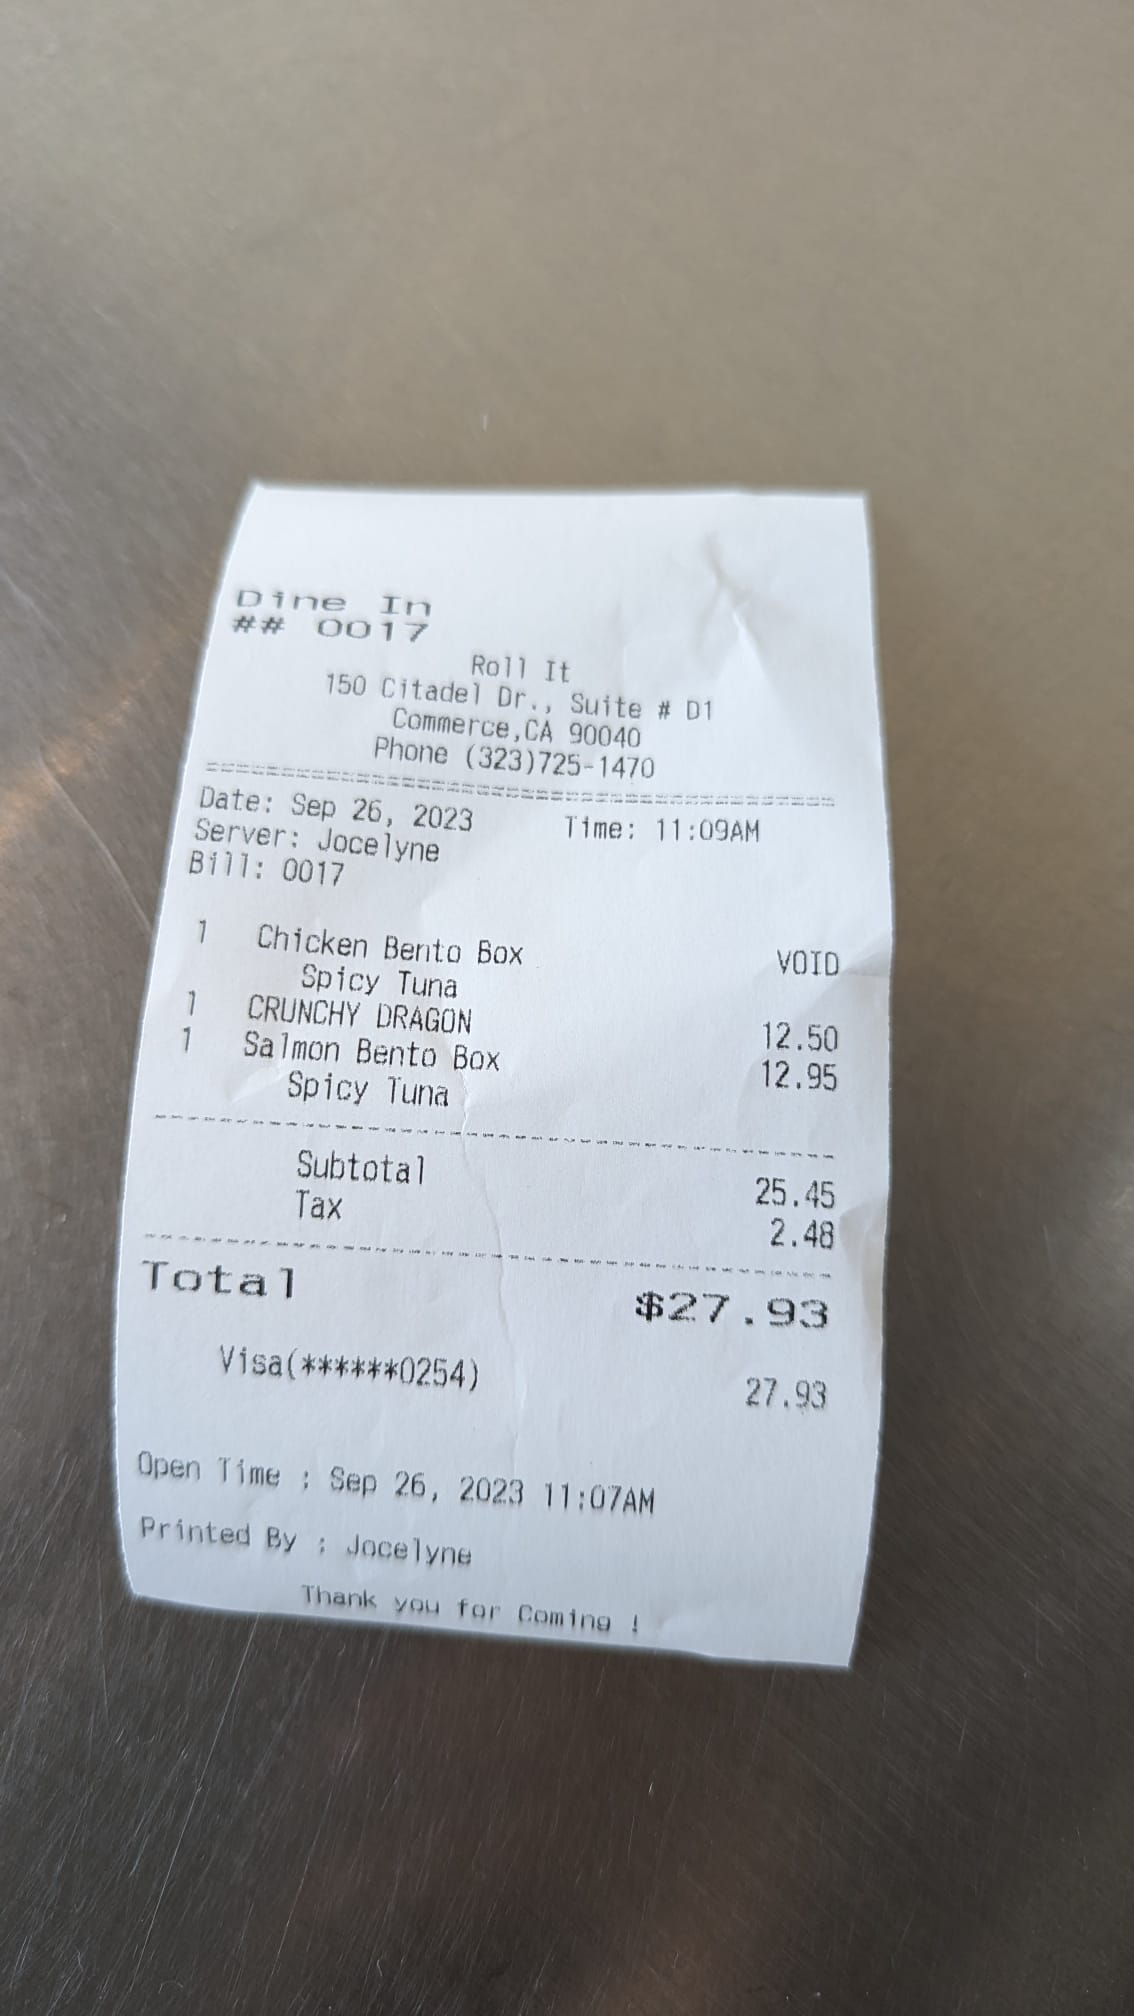 Dine In
## 0017
Roll It
150 Citadel Dr., Suite # D1
Commerce,CA 90040
Phone (323)725-1470
Date: Sep 26, 2023 Time: 11:09AM
Server: Jocelyne
Bill: 0017
1 Chicken Bento Box VOID
Spicy Tuna
1 CRUNCHY DRAGON 12.50
1 Salmon Bento Box 12.95
Spicy Tuna
Subtotal 25.45
Tax 2.48
Total $27.93
Visa(******0254) 27.93
Open Time : Sep 26, 2023 11:07AM
Printed By : Jocelyne
Thank you for Coming !